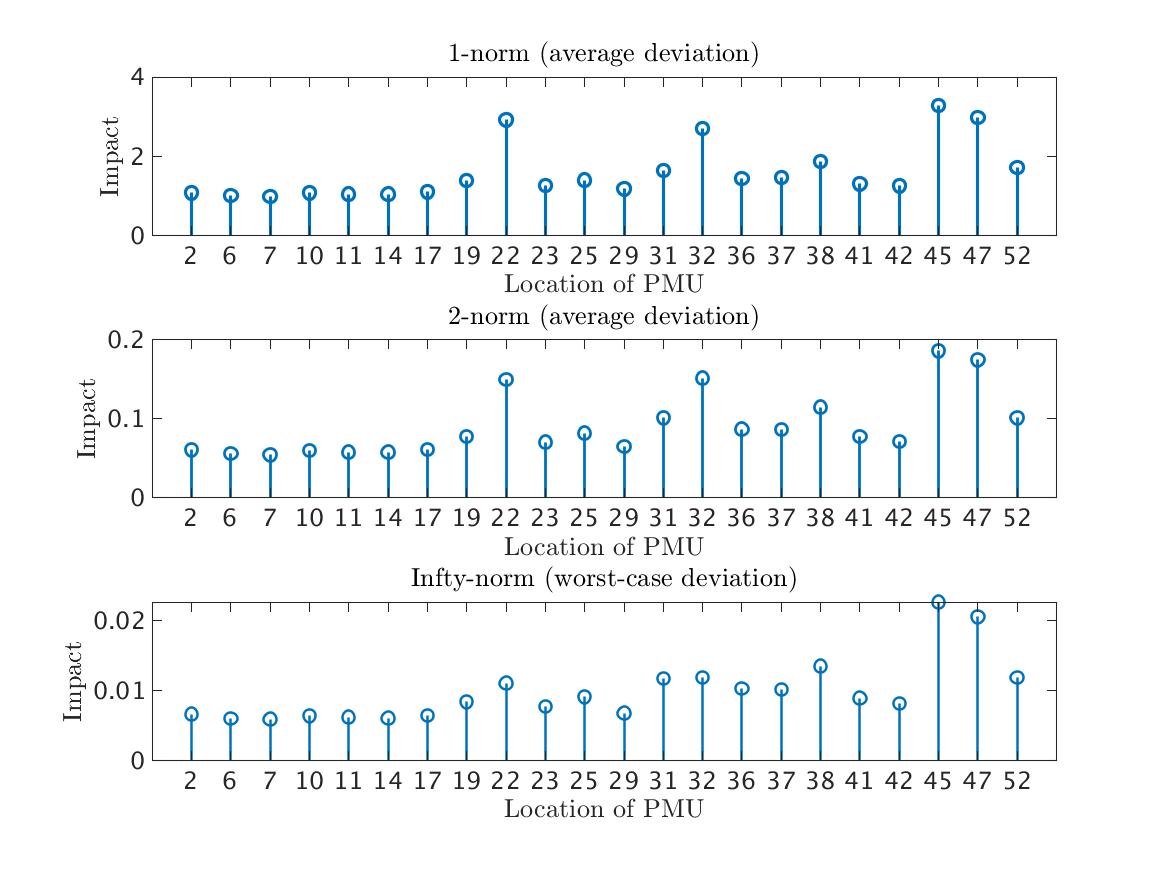 1-norm (average deviation)
4
2
0
Impact
2 6 7 10 11 14 17 19 22 23 25 29 31 32 36 37 38 41 42 45 47 52
Location of PMU
2-norm (average deviation)
0.2
0.1
0
Impact
2 6 7 10 11 14 17 19 22 23 25 29 31 32 36 37 38 41 42 45 47 52
Location of PMU
Infty-norm (worst-case deviation)
0.02
0.01
0
Impact
2 6 7 10 11 14 17 19 22 23 25 29 31 32 36 37 38 41 42 45 47 52
Location of PMU